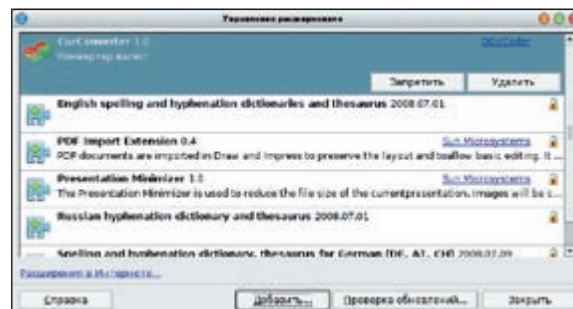 Управление расширениями
CurConverter 1.0
Конвертер валют
Запретить
Удалить
English spelling and hyphenation dictionaries and thesaurus 2008.07.01
PDF Import Extension 0.4
Sun Microsystems
PDF documents are imported in Draw and Impress to preserve the layout and toallow basic editing. It ...
Presentation Minimizer 1.0
Sun Microsystems
The Presentation Minimizer is used to reduce the file size of the currentpresentation. Images will be c...
Russian hyphenation dictionary and thesaurus 2008.07.01
Spelling and hyphenation dictionary, thesaurus for German (DE, AT, CH) 2008.07.09
Расширения в Интернете...
Справка
Добавить...
Проверка обновлений...
Закрыть